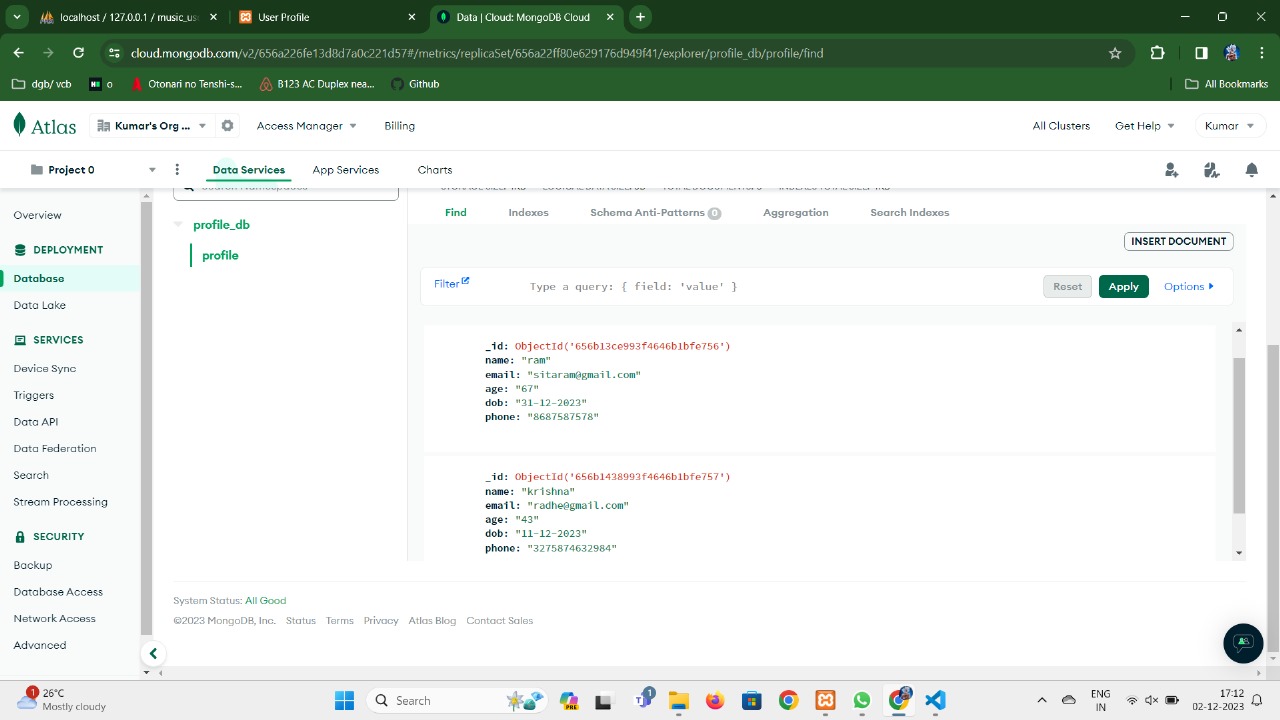 localhost / 127.0.0.1 / music_us
User Profile
Data | Cloud: MongoDB Cloud
cloud.mongodb.com/v2/656a226fe13d8d7a0c221d57#/metrics/replicaSet/656a22ff80e629176d949f41/explorer/profile_db/profile/find
dgb/ vcb
o
Otonari no Tenshi-s...
B123 AC Duplex nea...
Github
All Bookmarks
Atlas
Kumar's Org ...
Access Manager
Billing
All Clusters
Get Help
Kumar
Project 0
Data Services
App Services
Charts
Overview
DEPLOYMENT
Database
Data Lake
SERVICES
Device Sync
Triggers
Data API
Data Federation
Search
Stream Processing
SECURITY
Backup
Database Access
Network Access
Advanced
Search Namespaces
profile_db
profile
Find
Indexes
Schema Anti-Patterns 0
Aggregation
Search Indexes
INSERT DOCUMENT
Filter
Type a query: { field: 'value' }
Reset
Apply
Options
_id: ObjectId('656b13ce993f4646b1bfe756')
name: "ram"
email: "sitaram@gmail.com"
age: "67"
dob: "31-12-2023"
phone: "8687587578"
_id: ObjectId('656b1438993f4646b1bfe757')
name: "krishna"
email: "radhe@gmail.com"
age: "43"
dob: "11-12-2023"
phone: "3275874632984"
System Status: All Good
©2023 MongoDB, Inc.
Status
Terms
Privacy
Atlas Blog
Contact Sales
1
26°C
Mostly cloudy
Search
PRE
1
ENG
IN
17:12
02-12-2023